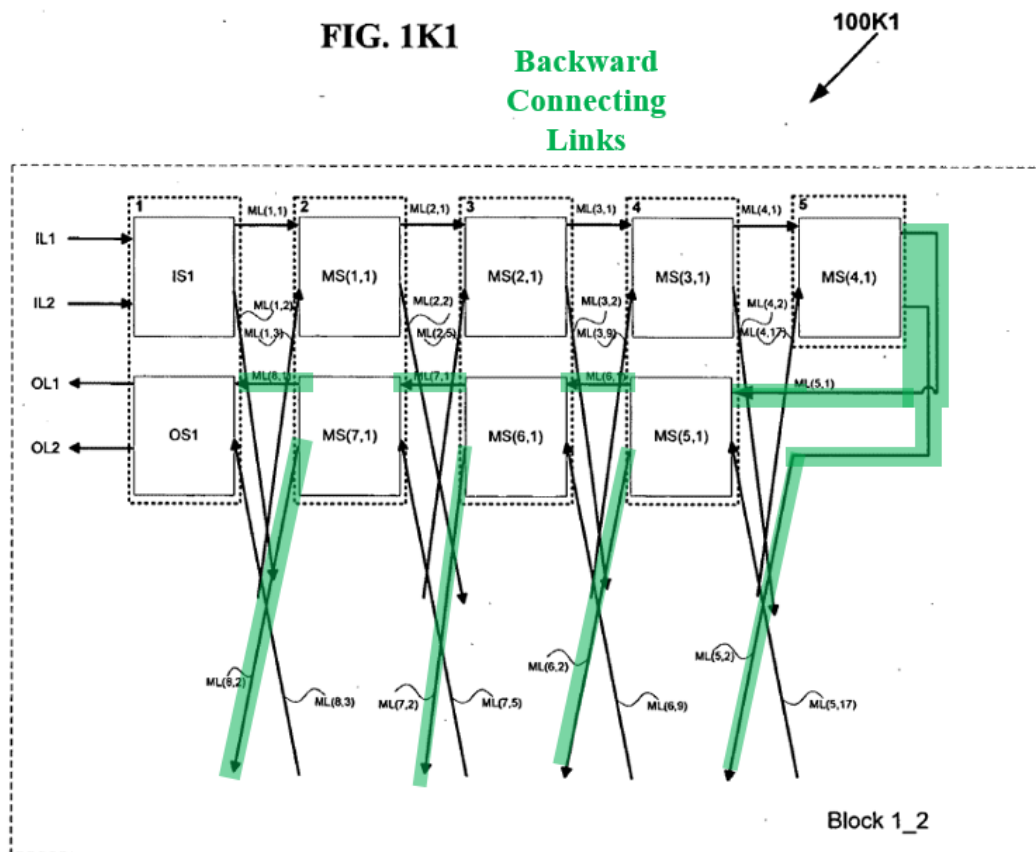 FIG. 1K1
100K1
Backward
Connecting
Links
1
2
3
4
5
ML(1,1)
ML(2,1)
ML(3,1)
ML(4,1)
IL1
IL2
IS1
MS(1,1)
MS(2,1)
MS(3,1)
MS(4,1)
ML(1,2)
ML(2,2)
ML(3,2)
ML(4,2)
ML(1,3)
ML(2,5)
ML(3,9)
ML(4,17)
OL1
OL2
ML(8,1)
ML(7,1)
ML(6,1)
ML(5,1)
OS1
MS(7,1)
MS(6,1)
MS(5,1)
ML(8,2)
ML(8,3)
ML(7,2)
ML(7,5)
ML(6,2)
ML(6,9)
ML(5,2)
ML(5,17)
Block 1_2